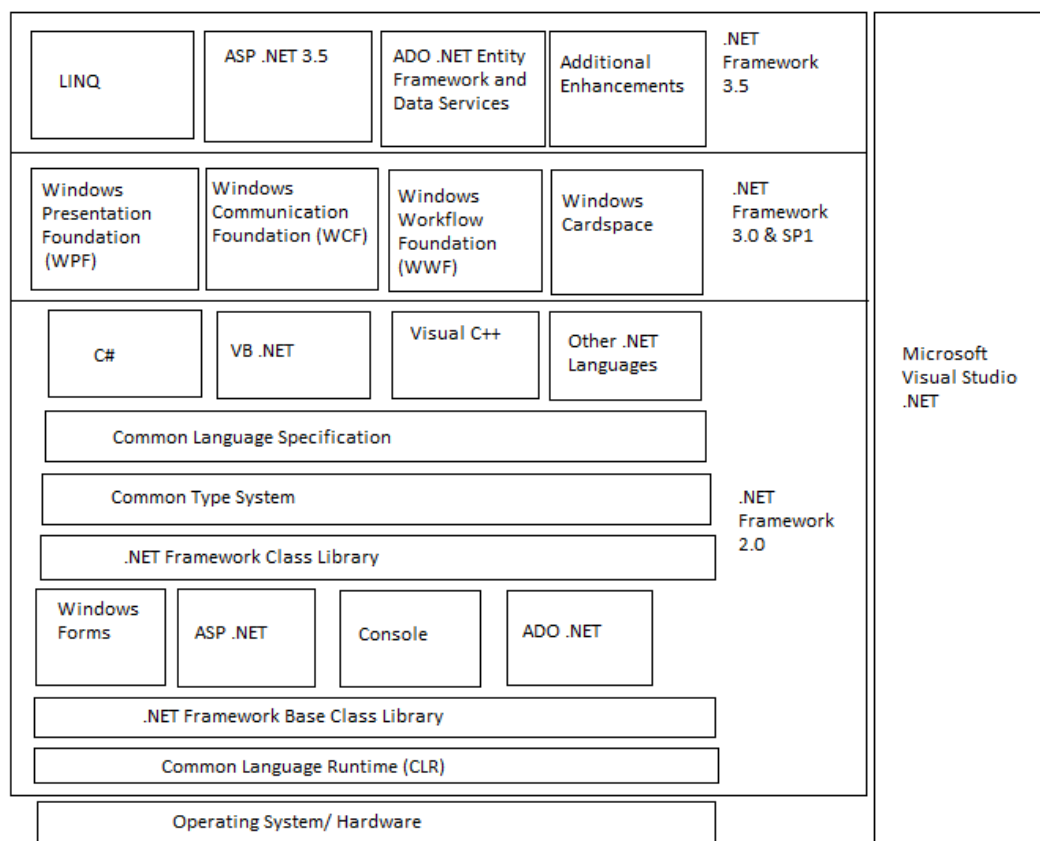 LINQ
ASP .NET 3.5
ADO .NET Entity
Framework and
Data Services
Additional
Enhancements
.NET
Framework
3.5
Windows
Presentation
Foundation
(WPF)
Windows
Communication
Foundation (WCF)
Windows
Workflow
Foundation
(WWF)
Windows
Cardspace
.NET
Framework
3.0 & SP1
C#
VB .NET
Visual C++
Other .NET
Languages
Common Language Specification
Common Type System
.NET Framework Class Library
Windows
Forms
ASP .NET
Console
ADO .NET
.NET Framework Base Class Library
Common Language Runtime (CLR)
.NET
Framework
2.0
Operating System/ Hardware
Microsoft
Visual Studio
.NET